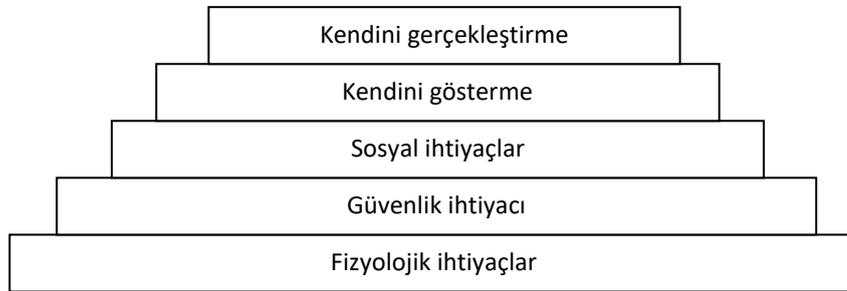 Kendini gerçekleştirme
Kendini gösterme
Sosyal ihtiyaçlar
Güvenlik ihtiyacı
Fizyolojik ihtiyaçlar